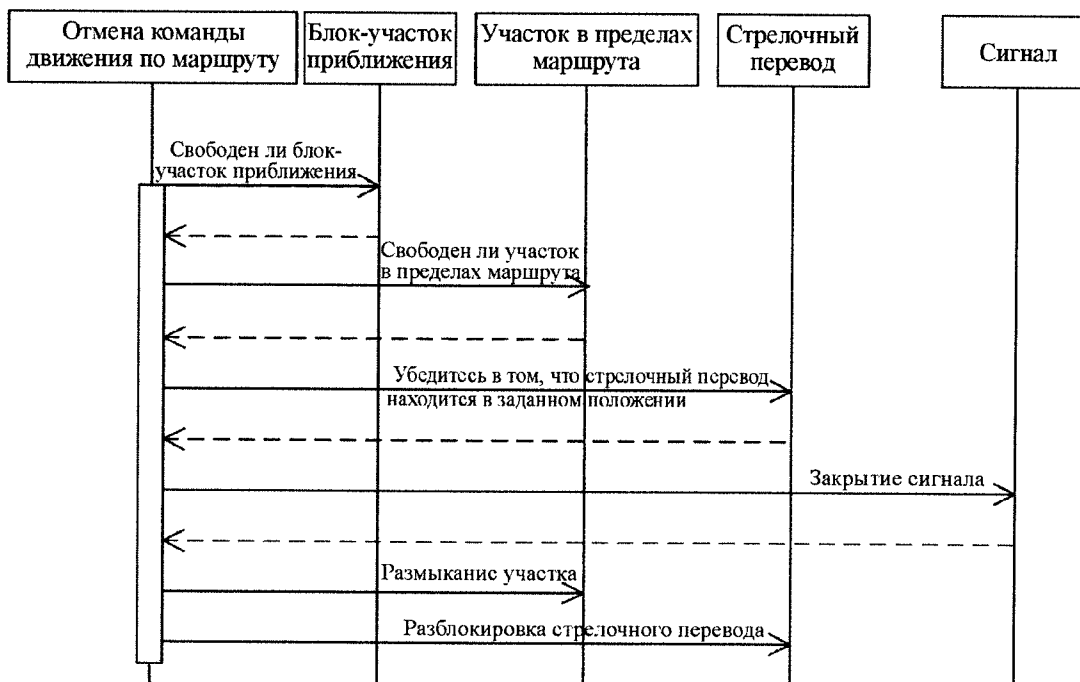 Отмена команды
движения по маршруту
Блок-участок
приближения
Участок в пределах
маршрута
Стрелочный
перевод
Сигнал
Свободен ли блок-
участок приближения
Свободен ли участок
в пределах маршрута
Убедитесь в том, что стрелочный перевод
находится в заданном положении
Закрытие сигнала
Размыкание участка
Разблокировка стрелочного перевода